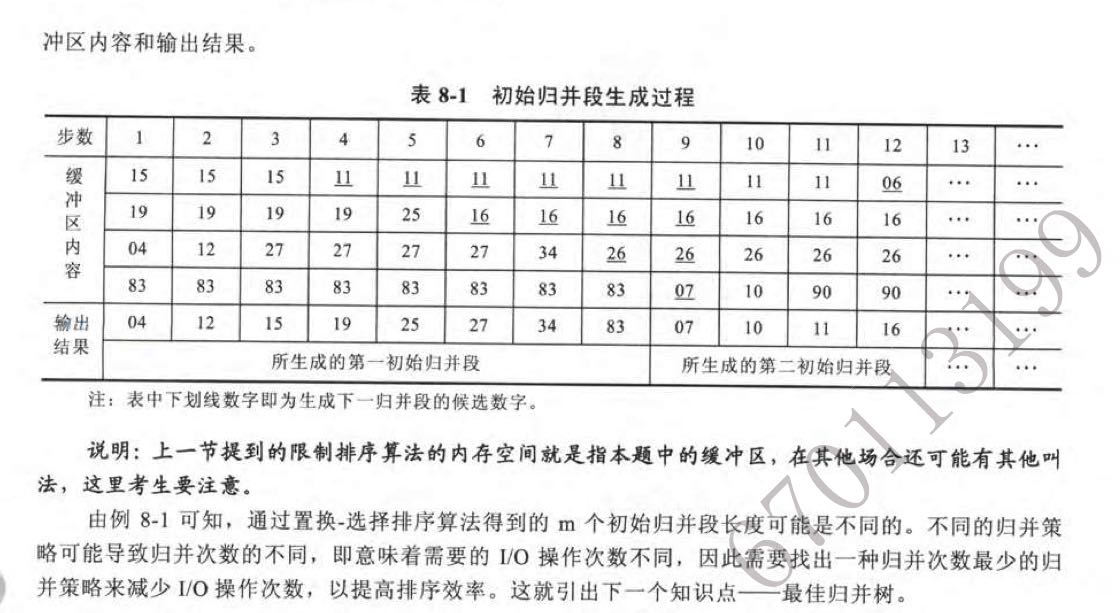 冲区内容和输出结果。
表 8-1 初始归并段生成过程
步数 1 2 3 4 5 6 7 8 9 10 11 12 13 …
缓冲区内容 15 15 15 11 11 11 11 11 11 11 11 06 … …
19 19 19 19 25 16 16 16 16 16 16 16 … …
04 12 27 27 27 27 34 26 26 26 26 26 … …
83 83 83 83 83 83 83 83 07 10 90 90 … …
输出结果 04 12 15 19 25 27 34 83 07 10 11 16 … …
所生成的第一初始归并段 所生成的第二初始归并段 … …
注：表中下划线数字即为生成下一归并段的候选数字。
说明：上一节提到的限制排序算法的内存空间就是指本题中的缓冲区，在其他场合还可能有其他叫
法，这里考生要注意。
由例 8-1 可知，通过置换-选择排序算法得到的 m 个初始归并段长度可能是不同的。不同的归并策
略可能导致归并次数的不同，即意味着需要的 I/O 操作次数不同，因此需要找出一种归并次数最少的归
并策略来减少 I/O 操作次数，以提高排序效率。这就引出下一个知识点——最佳归并树。
670113199